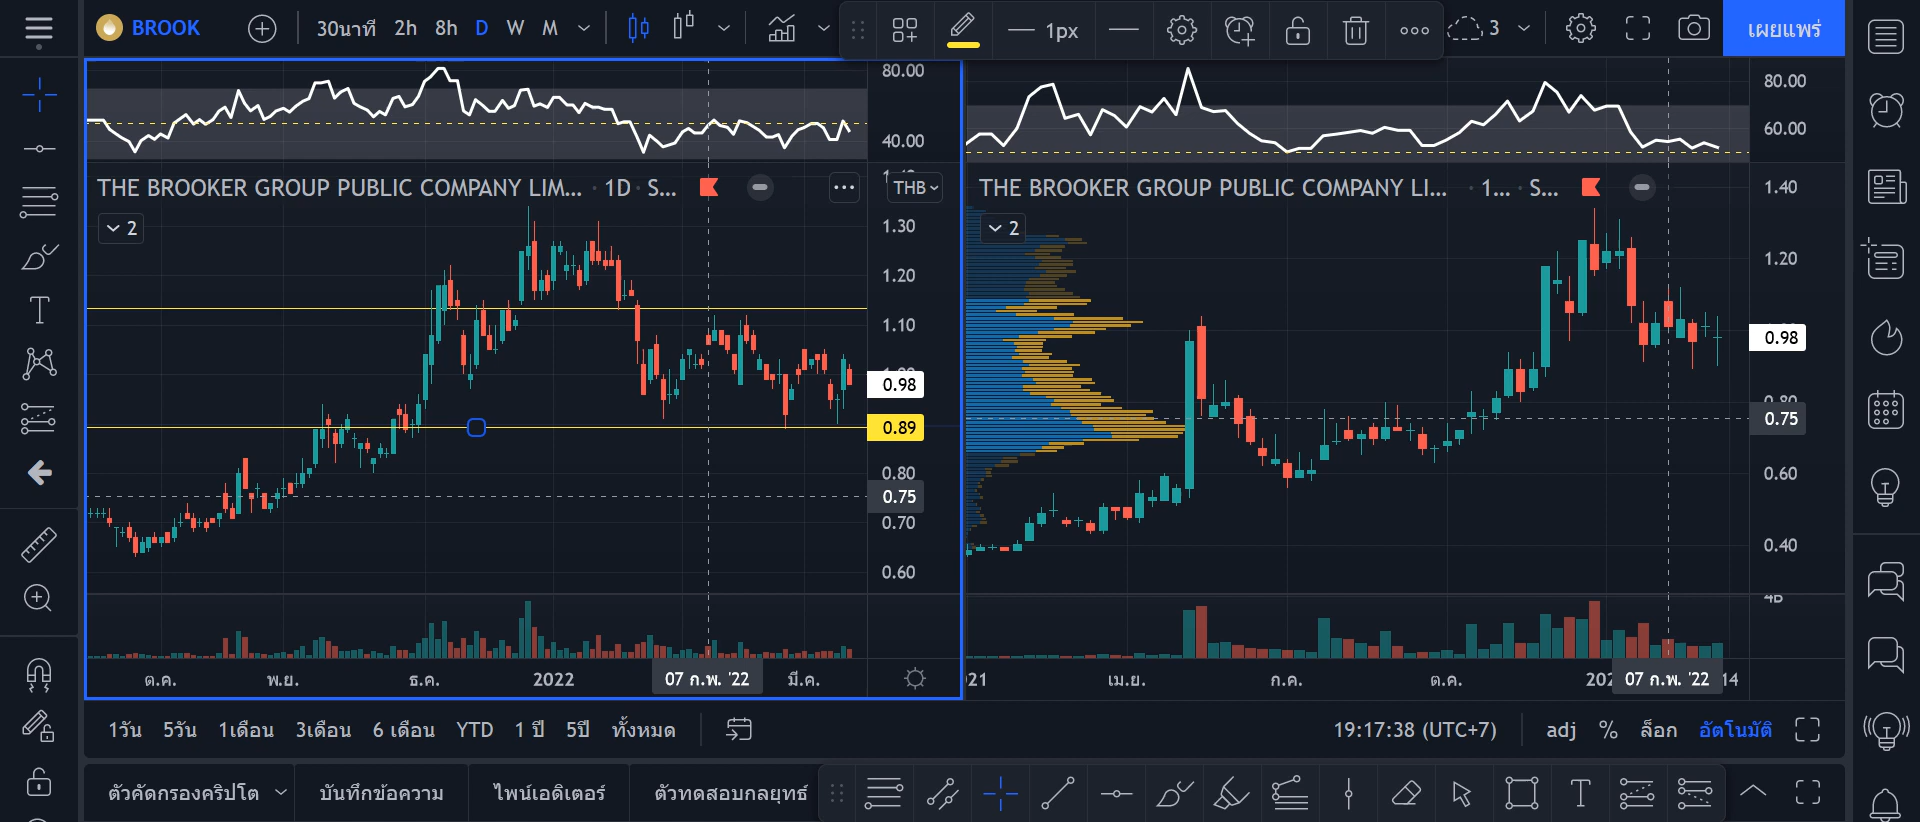 BROOK
30นาที 2h 8h D W M
1px
3
เผยแพร่
80.00
40.00
THE BROOKER GROUP PUBLIC COMPANY LIM... · 1D · S...
THB
2
1.30
1.20
1.10
0.98
0.89
0.80
0.75
0.70
0.60
ต.ค. พ.ย. ธ.ค. 2022 07 ก.พ. '22 มี.ค.
80.00
60.00
THE BROOKER GROUP PUBLIC COMPANY LI... · 1... · S...
2
1.40
1.20
0.98
0.80
0.75
0.60
0.40
4B
21 เม.ย. ก.ค. ต.ค. 202 07 ก.พ. '22 14
1วัน 5วัน 1เดือน 3เดือน 6 เดือน YTD 1 ปี 5ปี ทั้งหมด
19:17:38 (UTC+7) adj % ล็อก อัตโนมัติ
ตัวคัดกรองคริปโต บันทึกข้อความ ไพน์เอดิเตอร์ ตัวทดสอบกลยุทธ์